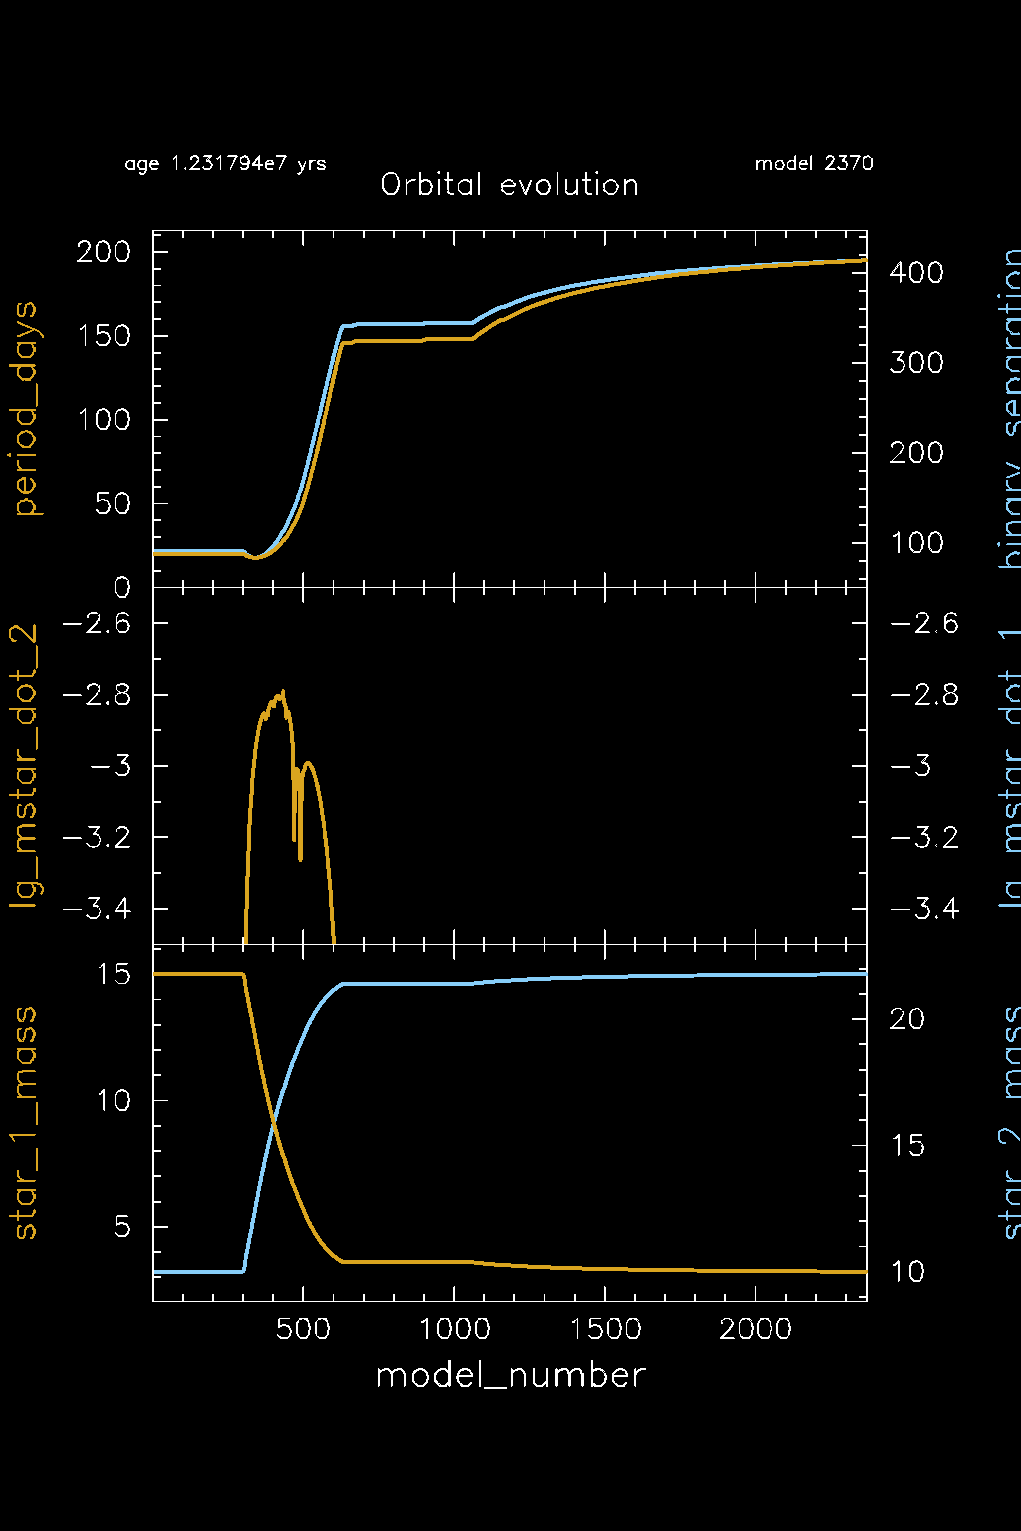 age 1.231794e7 yrs
model 2370
Orbital evolution
period_days
200
150
100
50
0
400
300
200
100
binary separation
lg_mstar_dot_2
−2.6
−2.8
−3
−3.2
−3.4
−2.6
−2.8
−3
−3.2
−3.4
lg_mstar_dot_1
star_1_mass
15
10
5
20
15
10
star_2_mass
500 1000 1500 2000
model_number